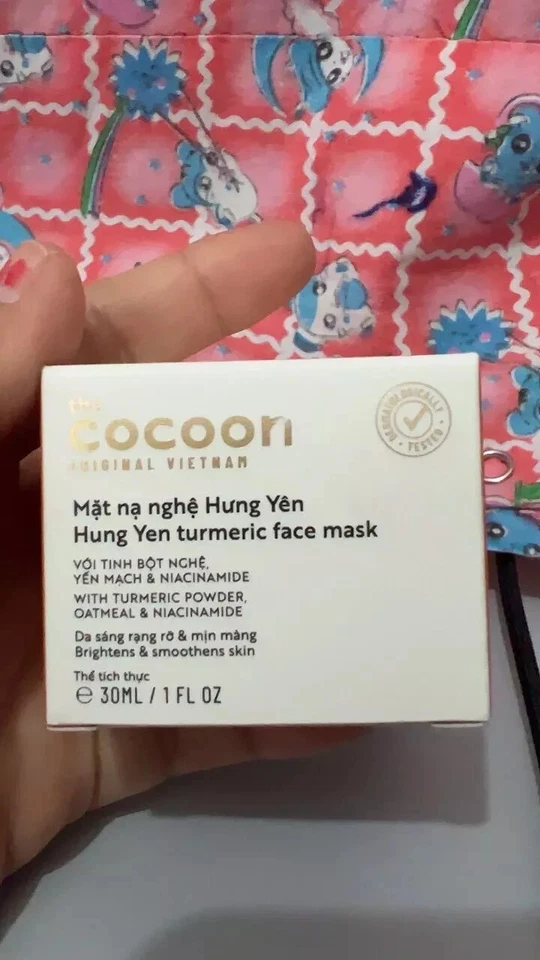 the
cocoon
ORIGINAL VIETNAM
DERMATOLOGICALLY
• TESTED •
Mặt nạ nghệ Hưng Yên
Hung Yen turmeric face mask
VỚI TINH BỘT NGHỆ,
YẾN MẠCH & NIACINAMIDE
WITH TURMERIC POWDER,
OATMEAL & NIACINAMIDE
Da sáng rạng rỡ & mịn màng
Brightens & smoothens skin
Thể tích thực
℮ 30ML / 1 FL OZ